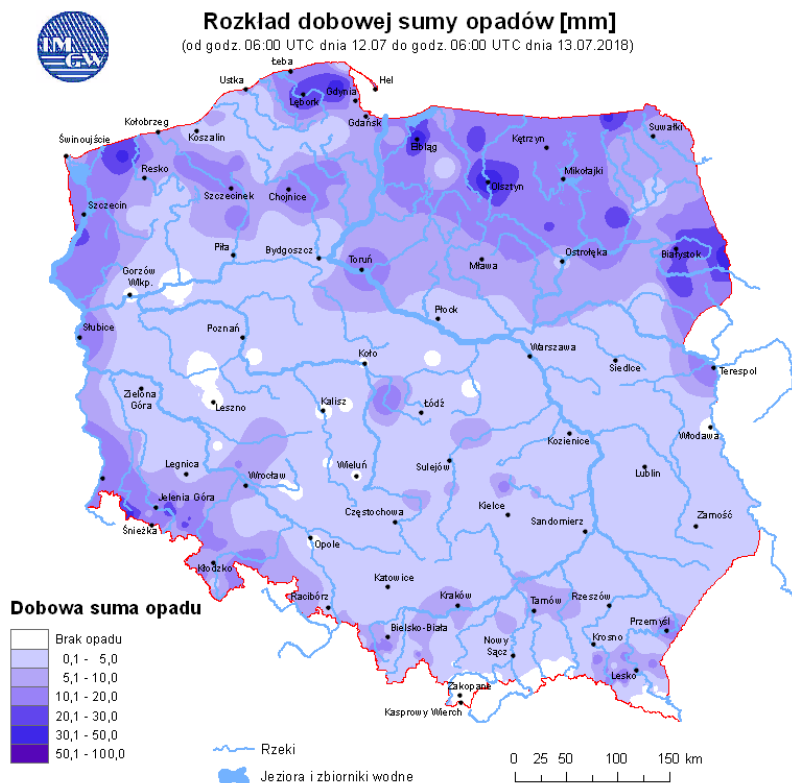 IM
GW
Rozkład dobowej sumy opadów [mm]
(od godz. 06:00 UTC dnia 12.07 do godz. 06:00 UTC dnia 13.07.2018)
Łeba
Ustka
Hel
Gdynia
Lębork
Gdańsk
Kołobrzeg
Koszalin
Suwałki
Elbląg
Kętrzyn
Świnoujście
Resko
Mikołajki
Olsztyn
Szczecinek
Chojnice
Szczecin
Piła
Bydgoszcz
Toruń
Mława
Ostrołęka
Białystok
Gorzów
Wlkp.
Płock
Słubice
Poznań
Koło
Warszawa
Siedlce
Terespol
Zielona
Góra
Leszno
Kalisz
Łódź
Kozienice
Włodawa
Legnica
Wrocław
Wieluń
Sulejów
Lublin
Jelenia Góra
Śnieżka
Częstochowa
Kielce
Sandomierz
Zamość
Opole
Kłodzko
Katowice
Racibórz
Kraków
Tarnów
Rzeszów
Bielsko-Biała
Nowy
Sącz
Krosno
Przemyśl
Lesko
Zakopane
Kasprowy Wierch
Dobowa suma opadu
Brak opadu
0,1 - 5,0
5,1 - 10,0
10,1 - 20,0
20,1 - 30,0
30,1 - 50,0
50,1 - 100,0
Rzeki
Jeziora i zbiorniki wodne
0 25 50 100 150 km